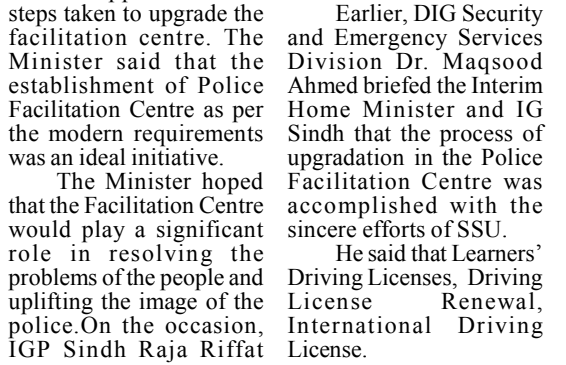 steps taken to upgrade the
facilitation centre. The
Minister said that the
establishment of Police
Facilitation Centre as per
the modern requirements
was an ideal initiative.
The Minister hoped
that the Facilitation Centre
would play a significant
role in resolving the
problems of the people and
uplifting the image of the
police.On the occasion,
IGP Sindh Raja Riffat
Earlier, DIG Security
and Emergency Services
Division Dr. Maqsood
Ahmed briefed the Interim
Home Minister and IG
Sindh that the process of
upgradation in the Police
Facilitation Centre was
accomplished with the
sincere efforts of SSU.
He said that Learners’
Driving Licenses, Driving
License Renewal,
International Driving
License.